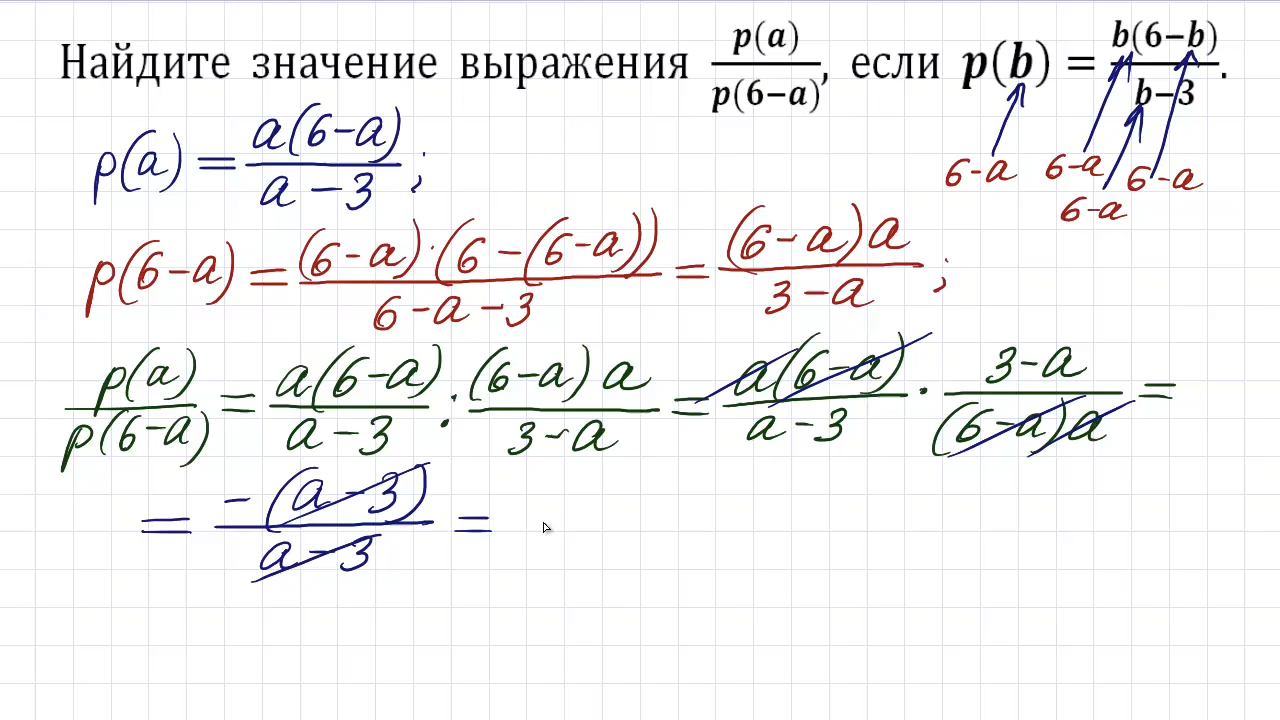 Найдите значение выражения p(a)/p(6−a), если p(b) = b(6−b)/b−3.
6-a 6-a 6-a 6-a
p(a) = a(6-a)/a-3;
p(6-a) = (6-a)·(6-(6-a))/6-a-3 = (6-a)a/3-a;
p(a)/p(6-a) = a(6-a)/a-3 : (6-a)a/3-a = a(6-a)/a-3 · 3-a/(6-a)a =
= -(a-3)/a-3 =